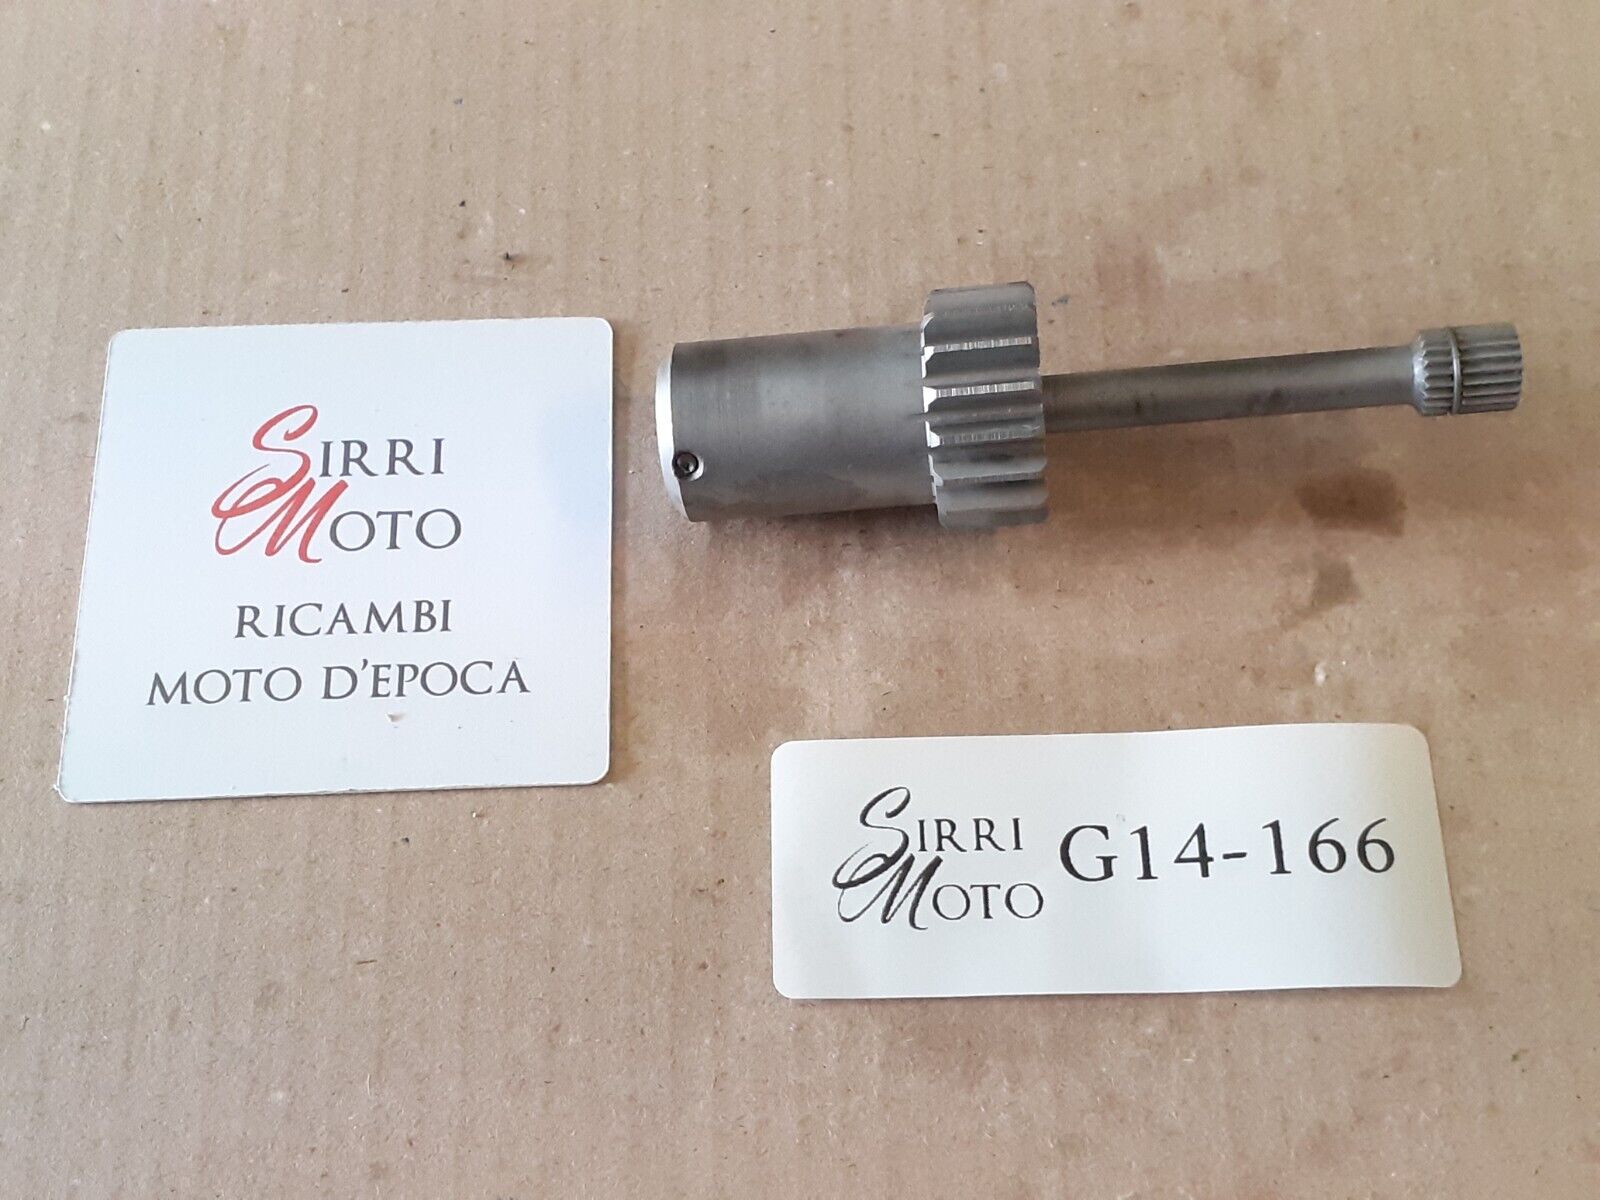 SIRRI
MOTO
RICAMBI
MOTO D'EPOCA
SIRRI
MOTO
G14-166